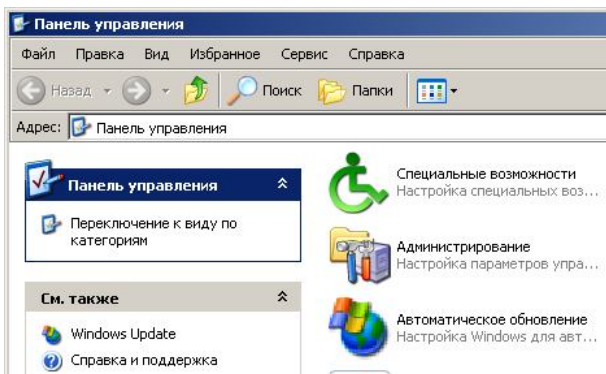 Панель управления
Файл Правка Вид Избранное Сервис Справка
Назад Поиск Папки
Адрес: Панель управления
Панель управления
Переключение к виду по
категориям
См. также
Windows Update
Справка и поддержка
Специальные возможности
Настройка специальных воз...
Администрирование
Настройка параметров упра...
Автоматическое обновление
Настройка Windows для авт...